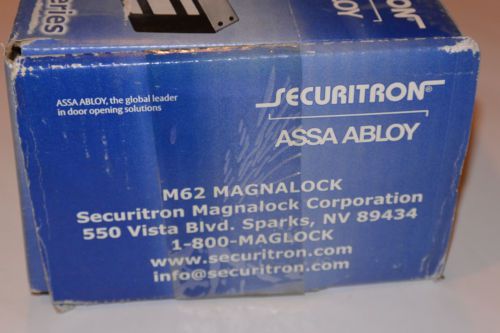 eries
ASSA ABLOY, the global leader
in door opening solutions
SECURITRON®
ASSA ABLOY
M62 MAGNALOCK
Securitron Magnalock Corporation
550 Vista Blvd. Sparks, NV 89434
1-800-MAGLOCK
www.securitron.com
info@securitron.com